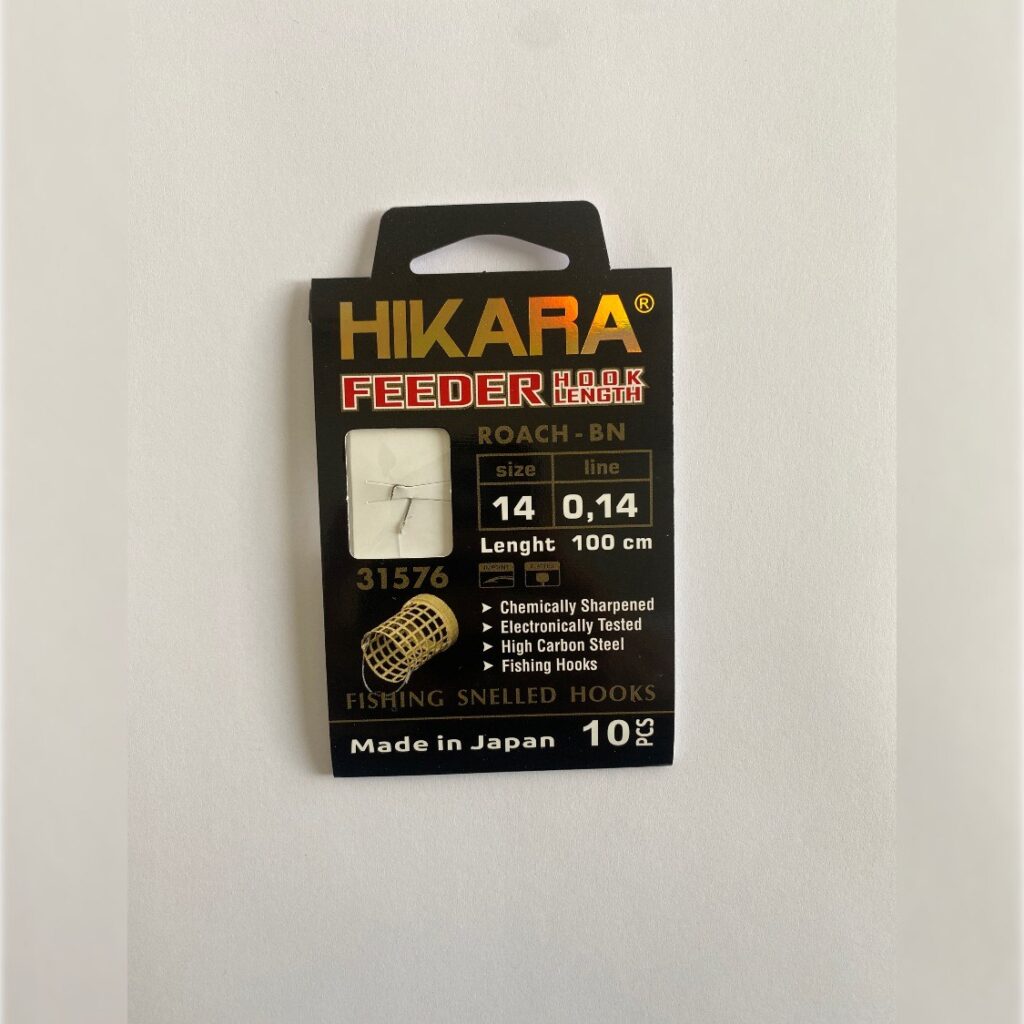 HIKARA®
FEEDER HOOK LENGTH
ROACH - BN
size line
14 0,14
Lenght 100 cm
31576
➤ Chemically Sharpened
➤ Electronically Tested
➤ High Carbon Steel
➤ Fishing Hooks
FISHING SNELLED HOOKS
Made in Japan 10 PCS